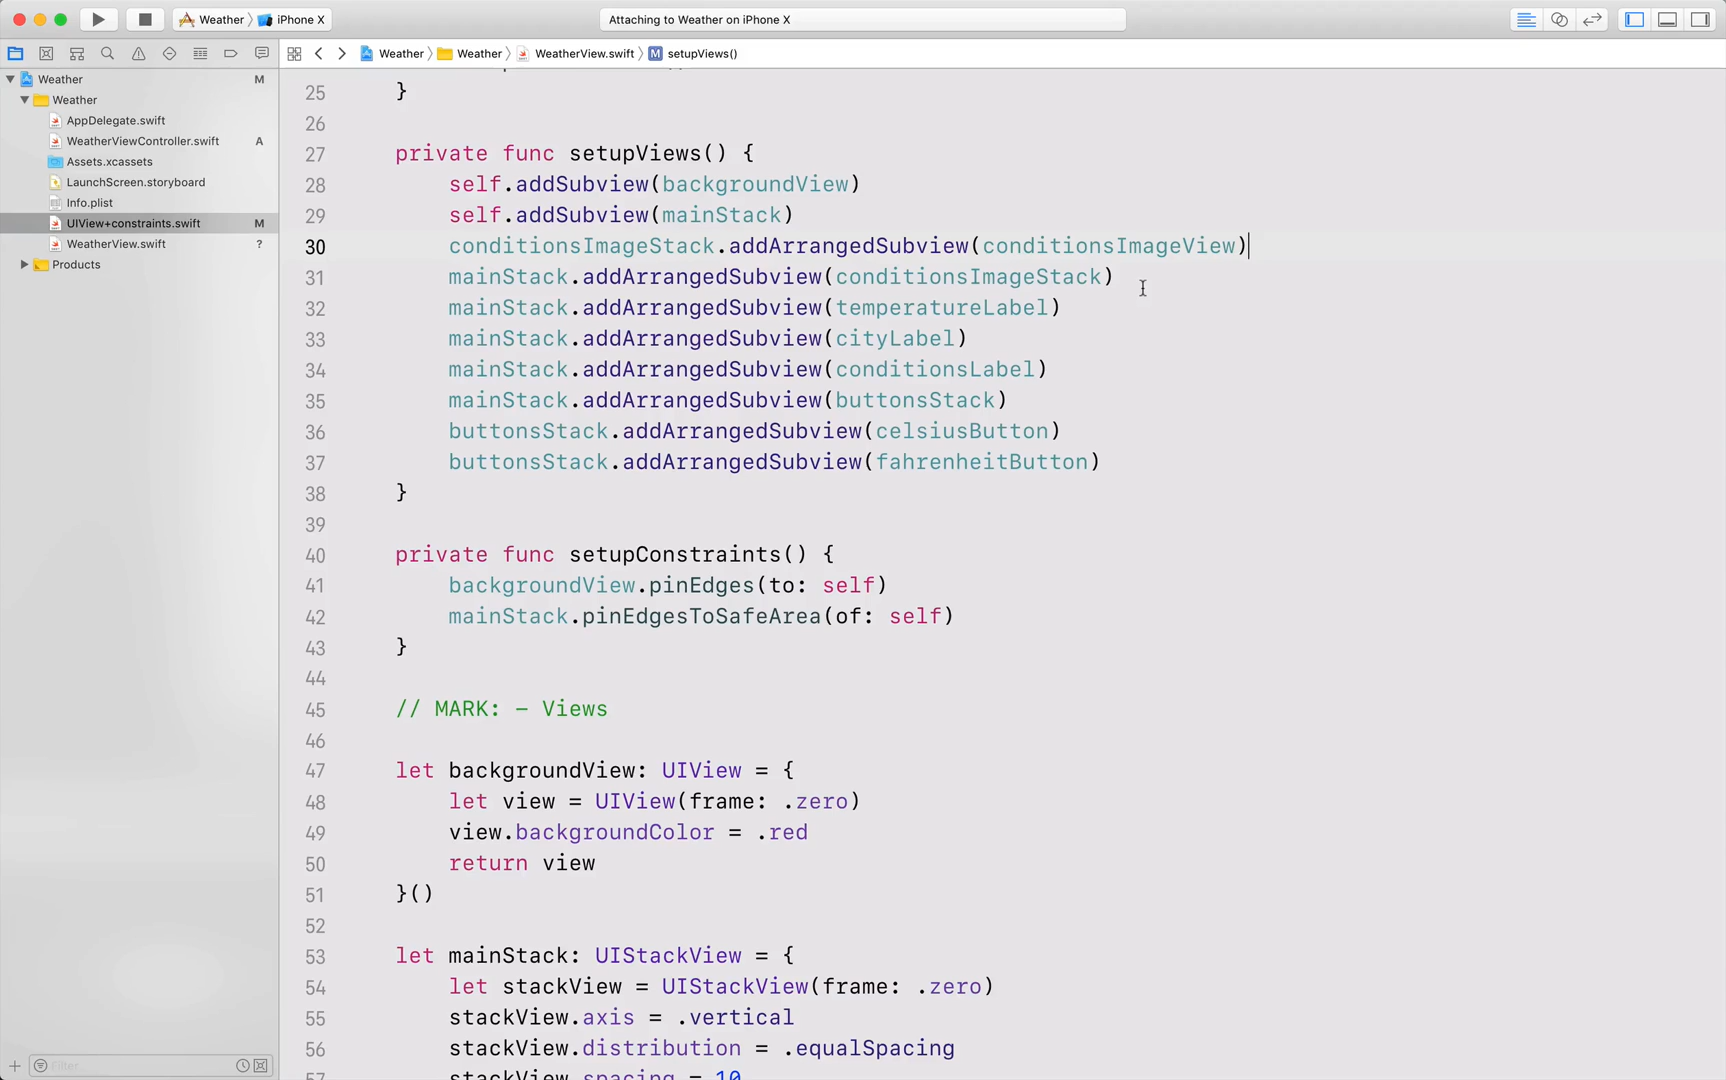 Weather 〉 iPhone X
Attaching to Weather on iPhone X
Weather 〉 Weather 〉 WeatherView.swift 〉 M setupViews()
Weather M
Weather
AppDelegate.swift
WeatherViewController.swift A
Assets.xcassets
LaunchScreen.storyboard
Info.plist
UIView+constraints.swift M
WeatherView.swift ?
Products
25 }
26
27 private func setupViews() {
28 self.addSubview(backgroundView)
29 self.addSubview(mainStack)
30 conditionsImageStack.addArrangedSubview(conditionsImageView)
31 mainStack.addArrangedSubview(conditionsImageStack)
32 mainStack.addArrangedSubview(temperatureLabel)
33 mainStack.addArrangedSubview(cityLabel)
34 mainStack.addArrangedSubview(conditionsLabel)
35 mainStack.addArrangedSubview(buttonsStack)
36 buttonsStack.addArrangedSubview(celsiusButton)
37 buttonsStack.addArrangedSubview(fahrenheitButton)
38 }
39
40 private func setupConstraints() {
41 backgroundView.pinEdges(to: self)
42 mainStack.pinEdgesToSafeArea(of: self)
43 }
44
45 // MARK: - Views
46
47 let backgroundView: UIView = {
48 let view = UIView(frame: .zero)
49 view.backgroundColor = .red
50 return view
51 }()
52
53 let mainStack: UIStackView = {
54 let stackView = UIStackView(frame: .zero)
55 stackView.axis = .vertical
56 stackView.distribution = .equalSpacing
57 stackView.spacing = 10
Filter